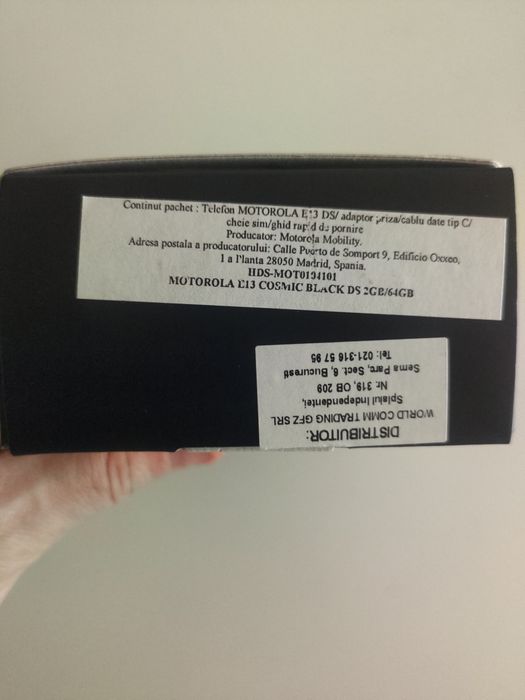 Continut pachet : Telefon MOTOROLA E13 DS/ adaptor priza/cablu date tip C/
cheie sim/ghid rapid de pornire
Producator: Motorola Mobility.
Adresa postala a producatorului: Calle Puerto de Somport 9, Edificio Oxxeo,
1 a Planta 28050 Madrid, Spania.
HDS-MOT0194101
MOTOROLA E13 COSMIC BLACK DS 2GB/64GB
DISTRIBUITOR:
WORLD COMM TRADING GFZ SRL
Splaiul Independentei,
Nr. 319, OB 209
Sema Parc, Sect. 6, Bucuresti
Tel: 021-316 57 95